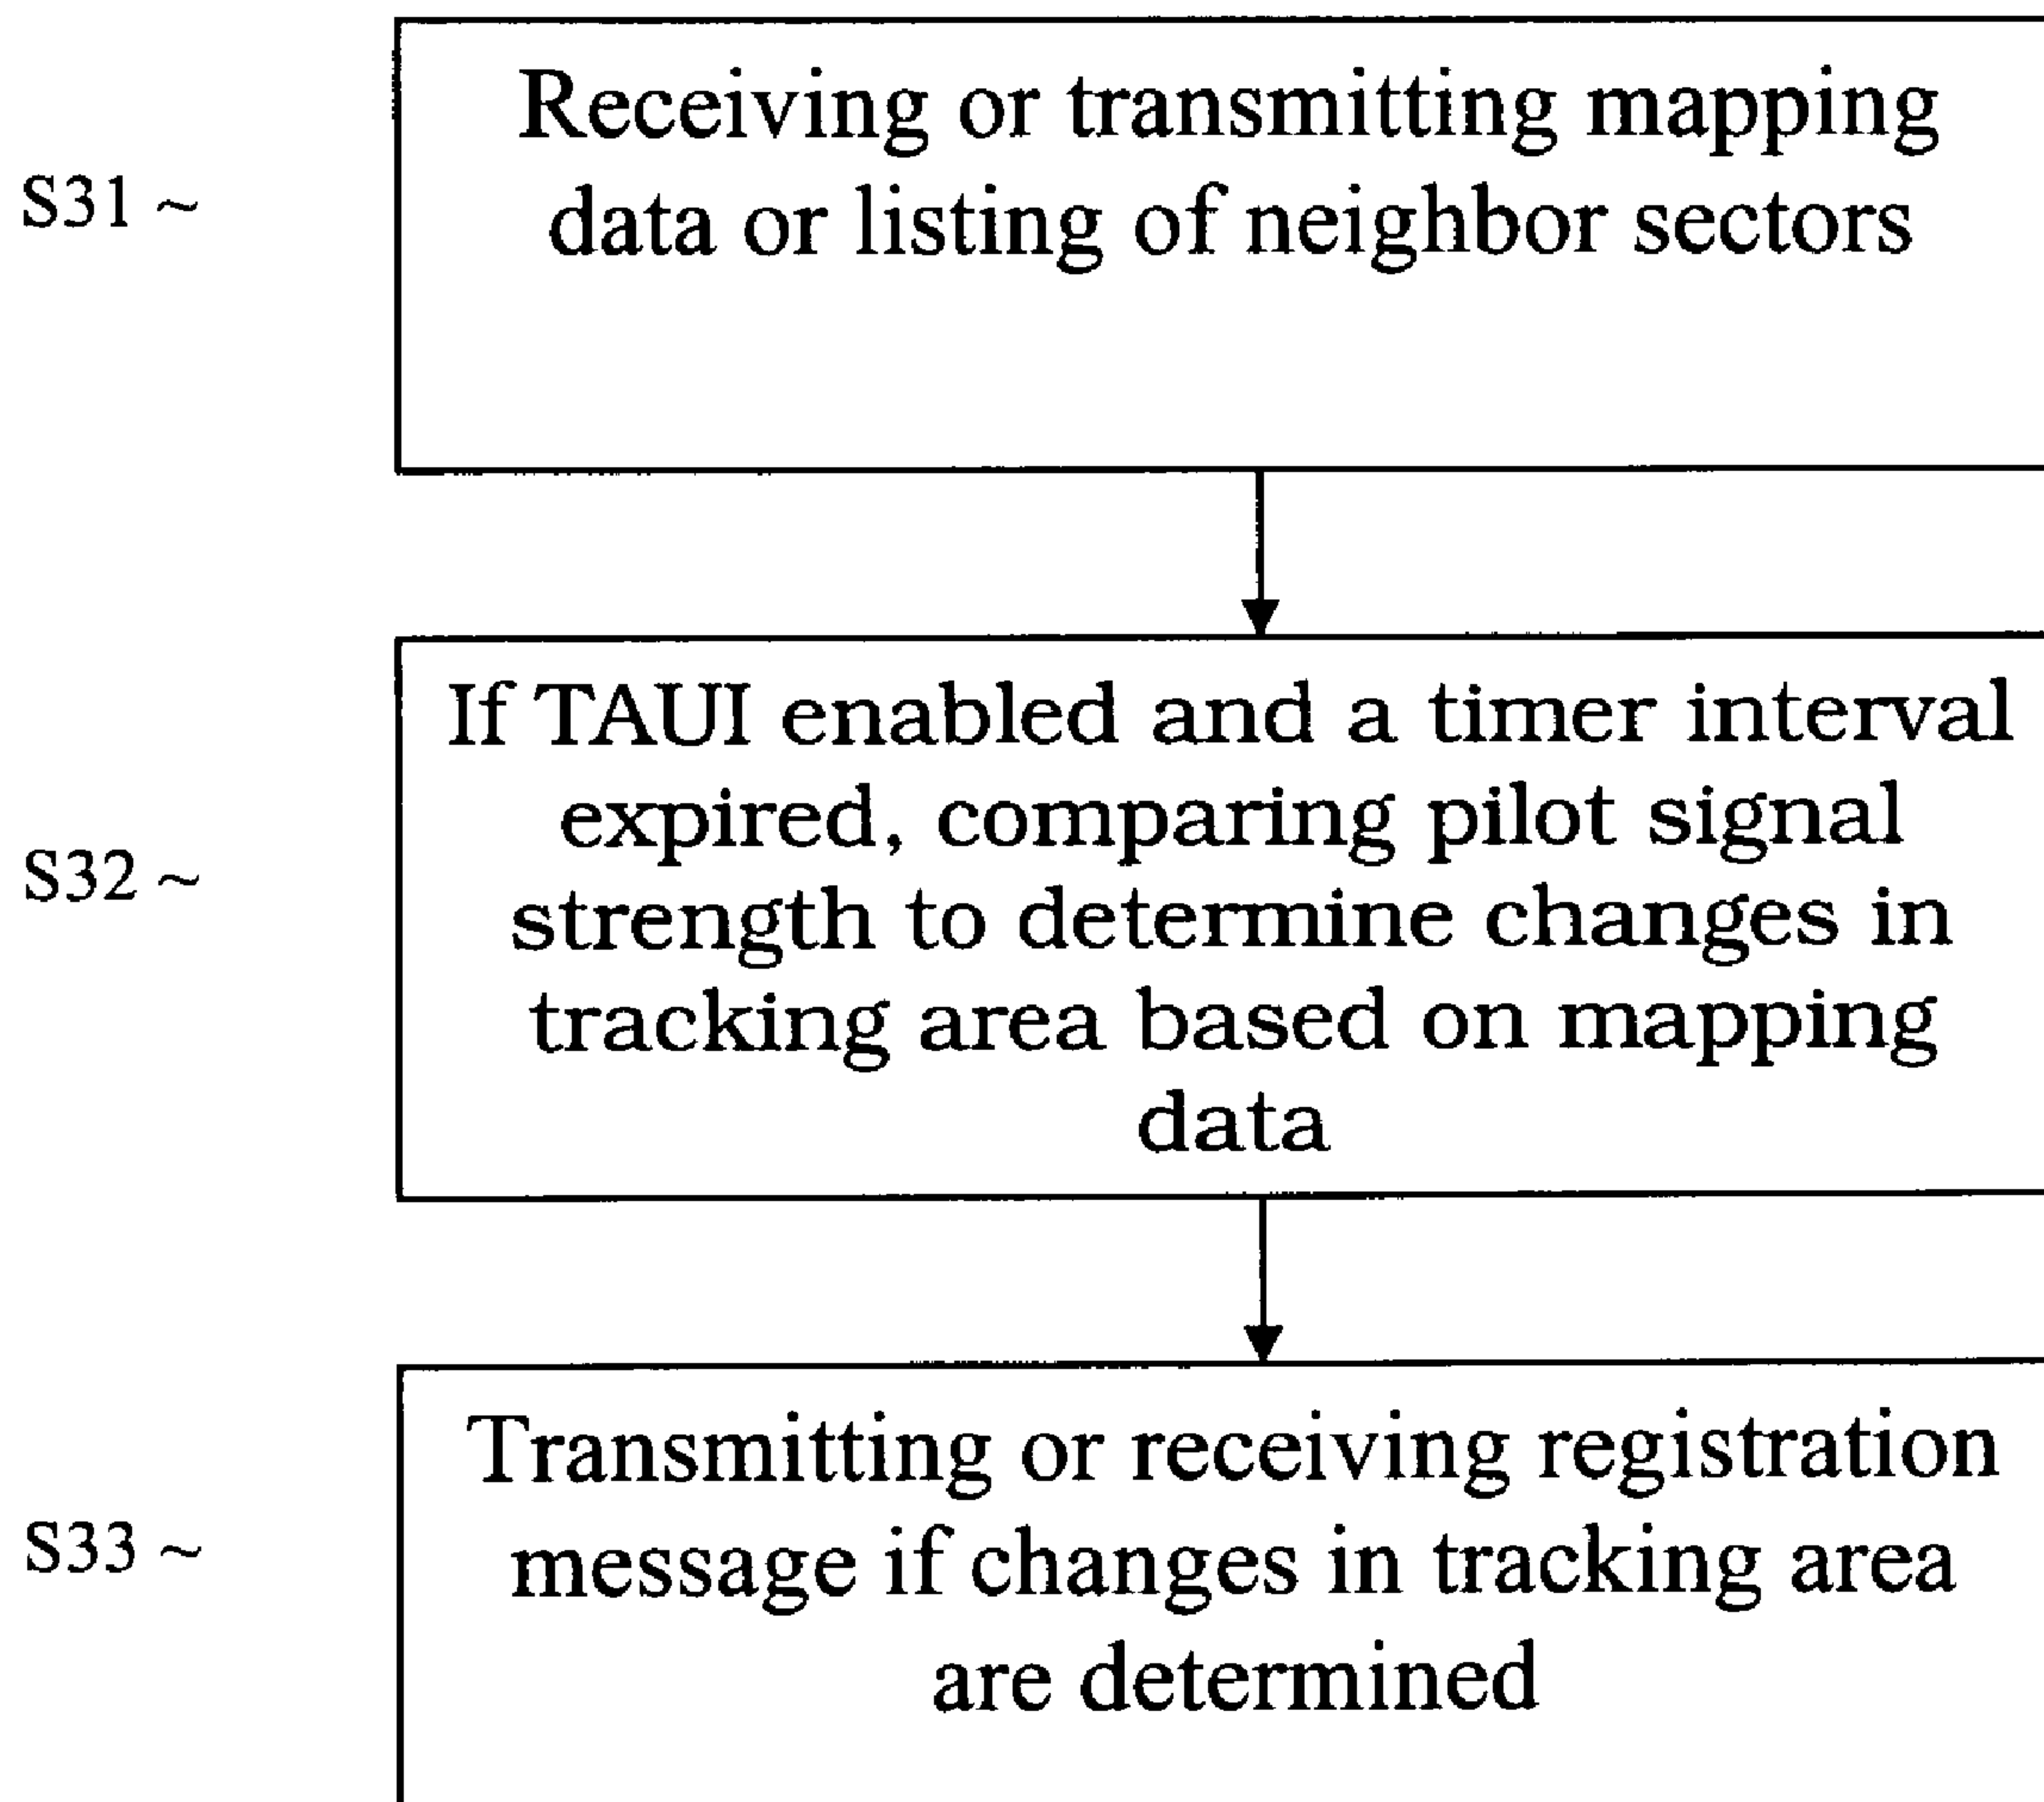 Receiving or transmitting mapping
S31 ~
data or listing of neighbor sectors
If TAUI enabled and a timer interval
expired, comparing pilot signal
S32 ~
strength to determine changes in
tracking area based on mapping
data
Transmitting or receiving registration
S33 ~
message if changes in tracking area
are determined